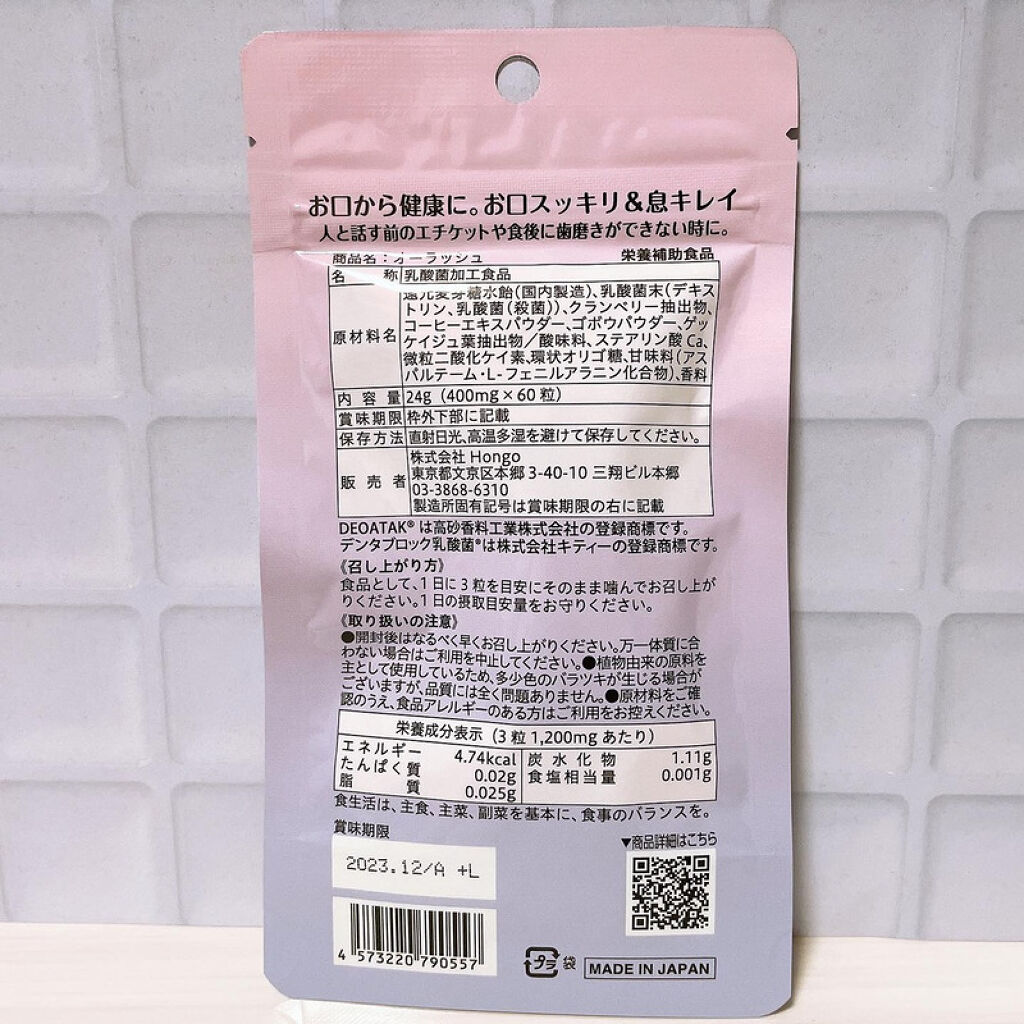 お口から健康に。お口スッキリ&息キレイ
人と話す前のエチケットや食後に歯磨きができない時に。
商品名:オーラッシュ 栄養補助食品
名称 乳酸菌加工食品
原材料名 還元麦芽糖水飴(国内製造)、乳酸菌末(デキス
トリン、乳酸菌(殺菌))、クランベリー抽出物、
コーヒーエキスパウダー、ゴボウパウダー、ゲッ
ケイジュ葉抽出物/酸味料、ステアリン酸Ca、
微粒二酸化ケイ素、環状オリゴ糖、甘味料(アス
パルテーム・L-フェニルアラニン化合物)、香料
内容量 24g(400mg×60粒)
賞味期限 枠外下部に記載
保存方法 直射日光、高温多湿を避けて保存してください。
販売者 株式会社 Hongo
東京都文京区本郷 3-40-10 三翔ビル本郷
03-3868-6310
製造所固有記号は賞味期限の右に記載
DEOATAK®は高砂香料工業株式会社の登録商標です。
デンタブロック乳酸菌®は株式会社キティーの登録商標です。
《召し上がり方》
食品として、1日に3粒を目安にそのまま噛んでお召し上が
りください。1日の摂取目安量をお守りください。
《取り扱いの注意》
●開封後はなるべく早くお召し上がりください。万一体質に合
わない場合はご利用を中止してください。●植物由来の原料を
主として使用しているため、多少色のバラツキが生じる場合が
ございますが、品質には全く問題ありません。●原材料をご確
認のうえ、食品アレルギーのある方はご利用をお控えください。
栄養成分表示(3粒1,200mgあたり)
エネルギー 4.74kcal 炭水化物 1.11g
たんぱく質 0.02g 食塩相当量 0.001g
脂質 0.025g
食生活は、主食、主菜、副菜を基本に、食事のバランスを。
賞味期限
▼商品詳細はこちら
2023.12/A +L
4 573220 790557
プラ 袋
MADE IN JAPAN